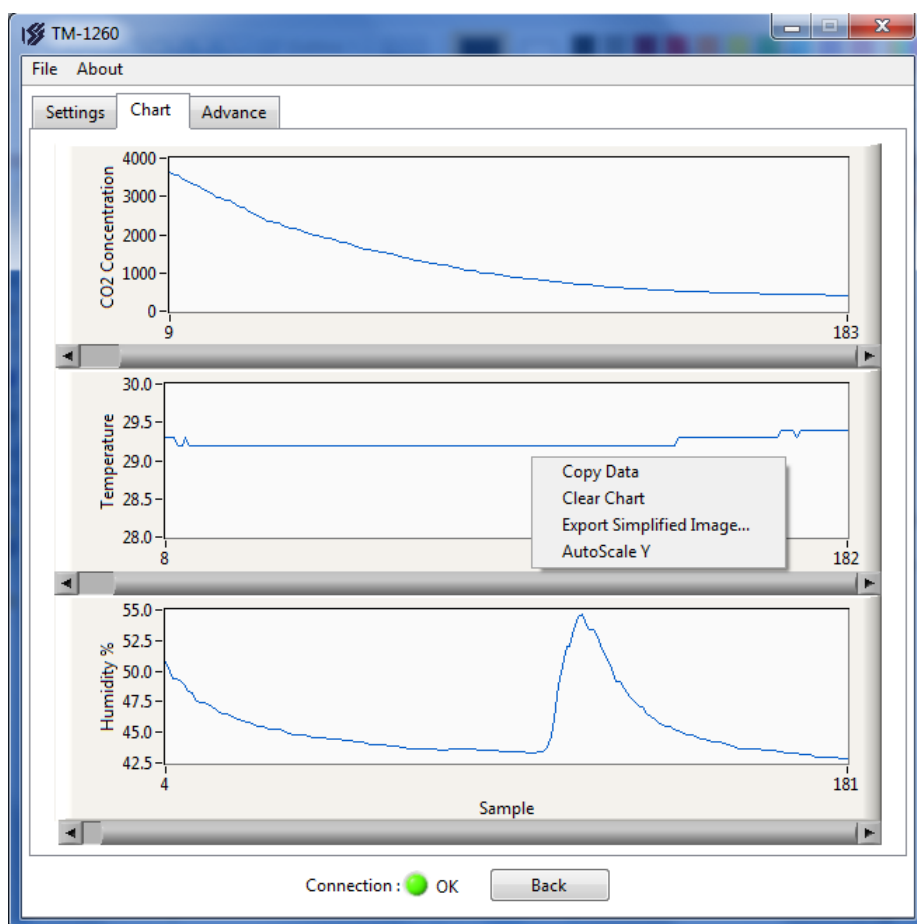 TM-1260
File About
Settings Chart Advance
CO2 Concentration
4000
3000
2000
1000
0
9 183
Temperature
30.0
29.5
29.0
28.5
28.0
8 182
Copy Data
Clear Chart
Export Simplified Image...
AutoScale Y
Humidity %
55.0
52.5
50.0
47.5
45.0
42.5
4 181
Sample
Connection : OK Back